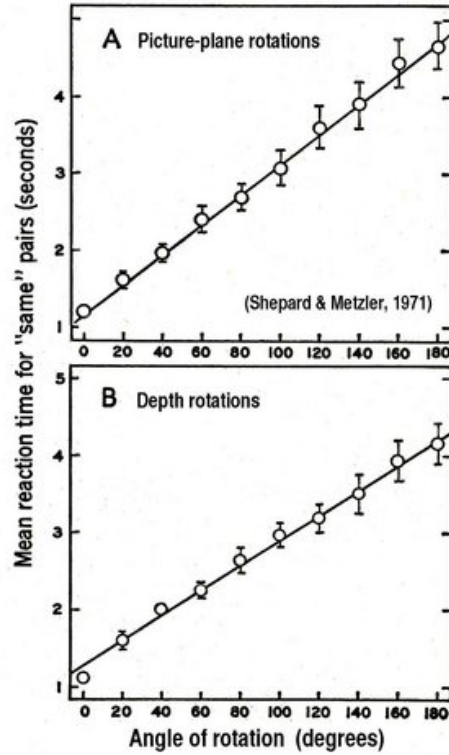 A Picture-plane rotations
4
3
2
1
(Shepard & Metzler, 1971)
0 20 40 60 80 100 120 140 160 180
Mean reaction time for "same" pairs (seconds)
B Depth rotations
5
4
3
2
1
0 20 40 60 80 100 120 140 160 180
Angle of rotation (degrees)